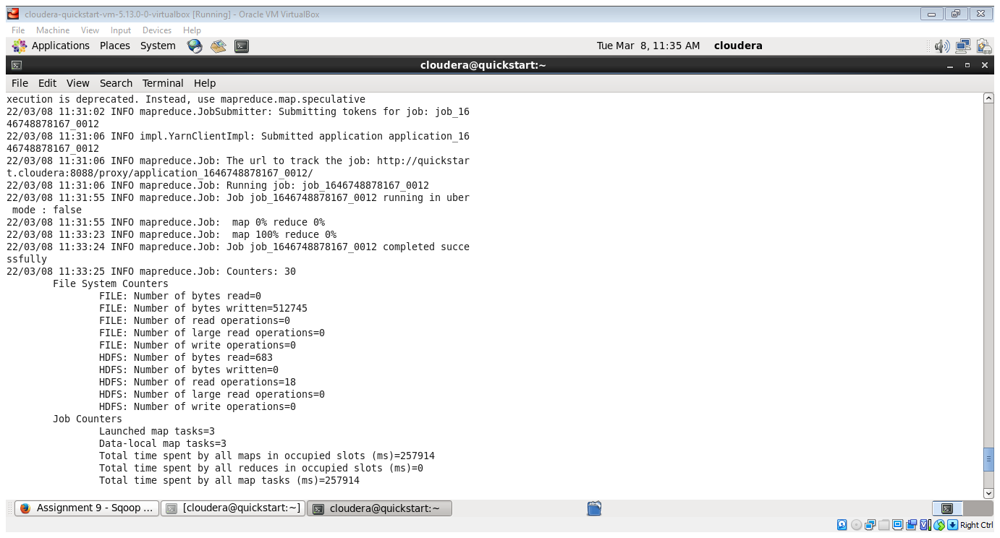 cloudera-quickstart-vm-5.13.0-0-virtualbox [Running] - Oracle VM VirtualBox
File Machine View Input Devices Help
Applications Places System Tue Mar 8, 11:35 AM cloudera
cloudera@quickstart:~
File Edit View Search Terminal Help
xecution is deprecated. Instead, use mapreduce.map.speculative
22/03/08 11:31:02 INFO mapreduce.JobSubmitter: Submitting tokens for job: job_16
46748878167_0012
22/03/08 11:31:06 INFO impl.YarnClientImpl: Submitted application application_16
46748878167_0012
22/03/08 11:31:06 INFO mapreduce.Job: The url to track the job: http://quickstar
t.cloudera:8088/proxy/application_1646748878167_0012/
22/03/08 11:31:06 INFO mapreduce.Job: Running job: job_1646748878167_0012
22/03/08 11:31:55 INFO mapreduce.Job: Job job_1646748878167_0012 running in uber
 mode : false
22/03/08 11:31:55 INFO mapreduce.Job:  map 0% reduce 0%
22/03/08 11:33:23 INFO mapreduce.Job:  map 100% reduce 0%
22/03/08 11:33:24 INFO mapreduce.Job: Job job_1646748878167_0012 completed succe
ssfully
22/03/08 11:33:25 INFO mapreduce.Job: Counters: 30
File System Counters
FILE: Number of bytes read=0
FILE: Number of bytes written=512745
FILE: Number of read operations=0
FILE: Number of large read operations=0
FILE: Number of write operations=0
HDFS: Number of bytes read=683
HDFS: Number of bytes written=0
HDFS: Number of read operations=18
HDFS: Number of large read operations=0
HDFS: Number of write operations=0
Job Counters
Launched map tasks=3
Data-local map tasks=3
Total time spent by all maps in occupied slots (ms)=257914
Total time spent by all reduces in occupied slots (ms)=0
Total time spent by all map tasks (ms)=257914
Assignment 9 - Sqoop ... [cloudera@quickstart:~] cloudera@quickstart:~
Right Ctrl